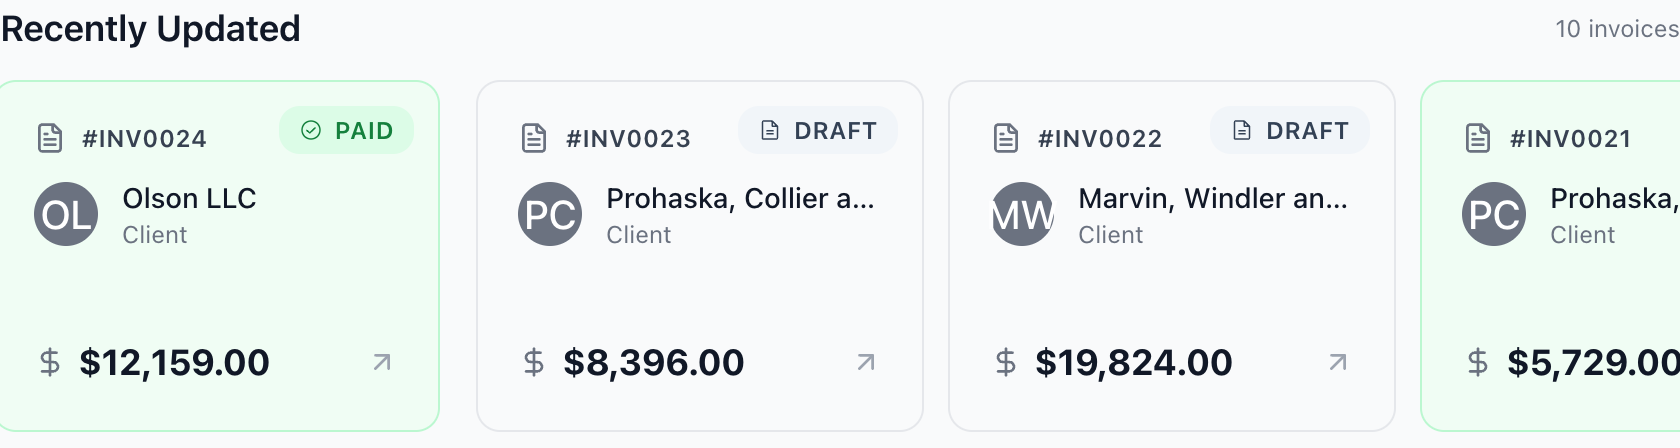 Recently Updated
10 invoices
#INV0024
PAID
OL
Olson LLC
Client
$ $12,159.00
#INV0023
DRAFT
PC
Prohaska, Collier a...
Client
$ $8,396.00
#INV0022
DRAFT
MW
Marvin, Windler an...
Client
$ $19,824.00
#INV0021
PC
Prohaska,
Client
$ $5,729.00